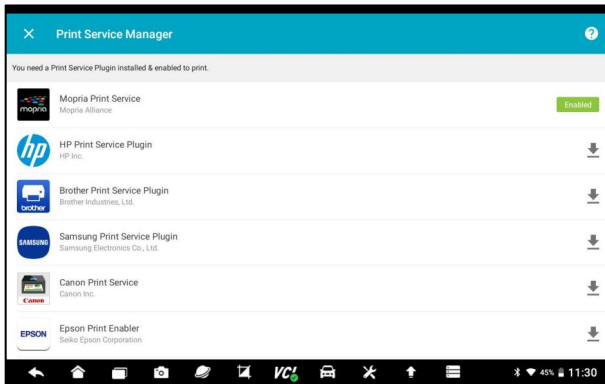 Print Service Manager
?
You need a Print Service Plugin installed & enabled to print.
mopria
Mopria Print Service
Mopria Alliance
Enabled
hp
HP Print Service Plugin
HP Inc.
brother
Brother Print Service Plugin
Brother Industries, Ltd.
SAMSUNG
Samsung Print Service Plugin
Samsung Electronics Co., Ltd.
Canon
Canon Print Service
Canon Inc.
EPSON
Epson Print Enabler
Seiko Epson Corporation
VCI
45%
11:30